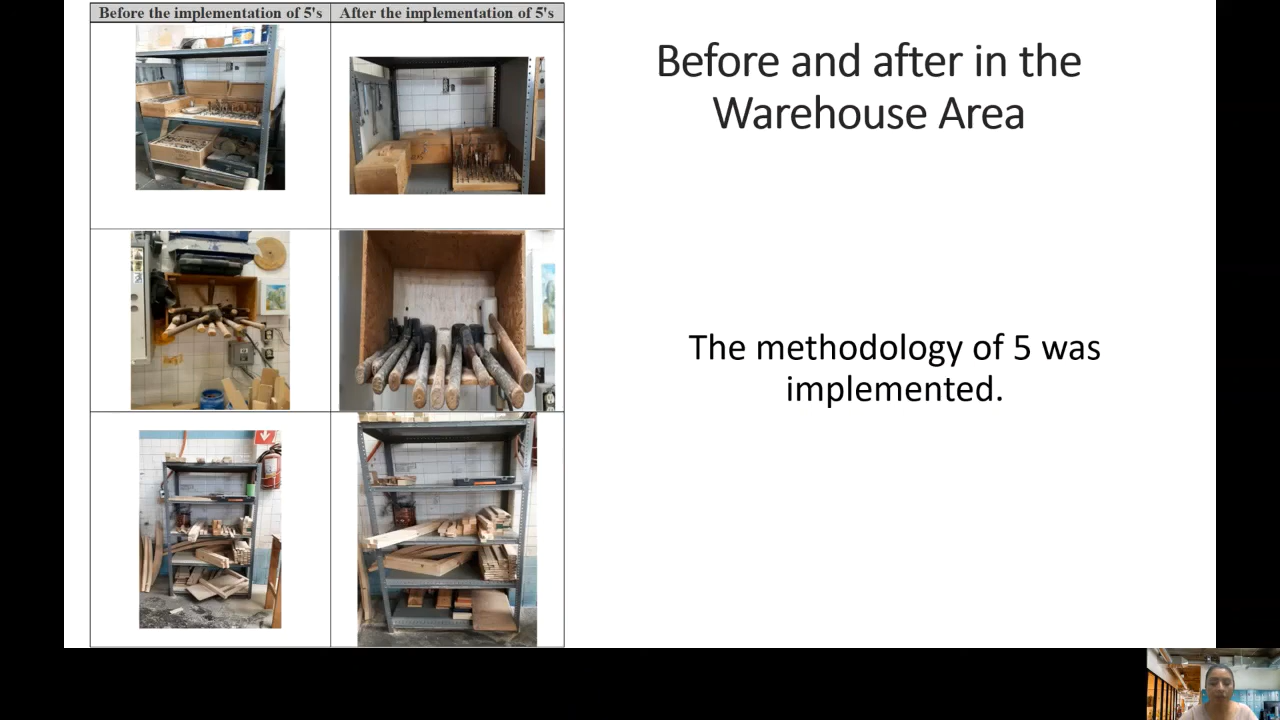 Before the implementation of 5's
After the implementation of 5's
Before and after in the
Warehouse Area
The methodology of 5 was
implemented.